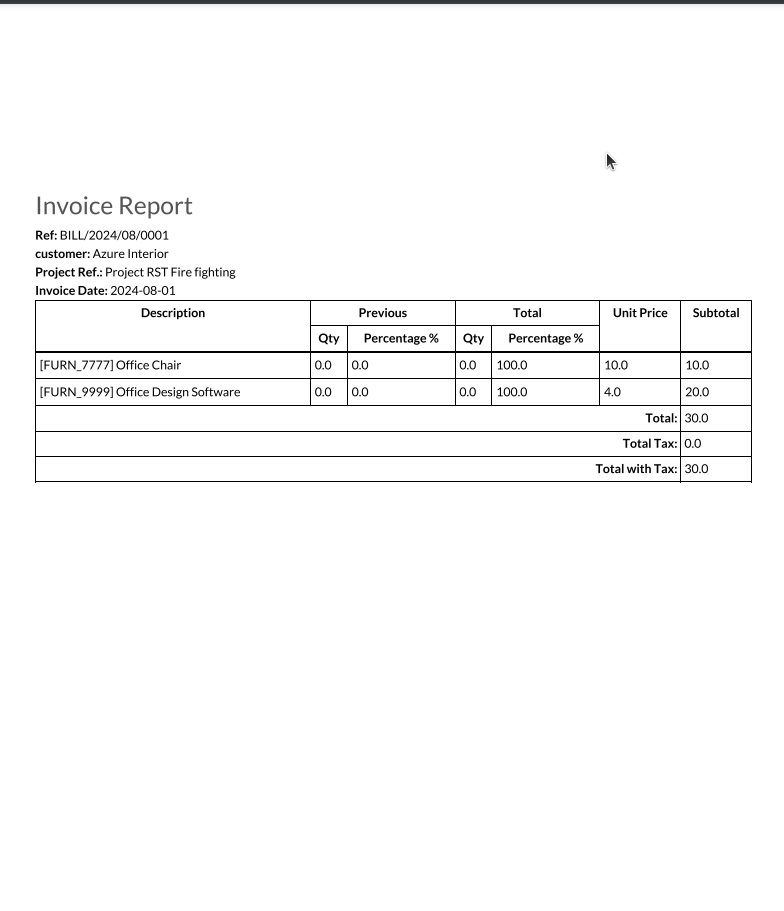 Invoice Report
Ref: BILL/2024/08/0001
customer: Azure Interior
Project Ref.: Project RST Fire fighting
Invoice Date: 2024-08-01
Description Previous Total Unit Price Subtotal
Qty Percentage % Qty Percentage %
[FURN_7777] Office Chair 0.0 0.0 0.0 100.0 10.0 10.0
[FURN_9999] Office Design Software 0.0 0.0 0.0 100.0 4.0 20.0
Total: 30.0
Total Tax: 0.0
Total with Tax: 30.0